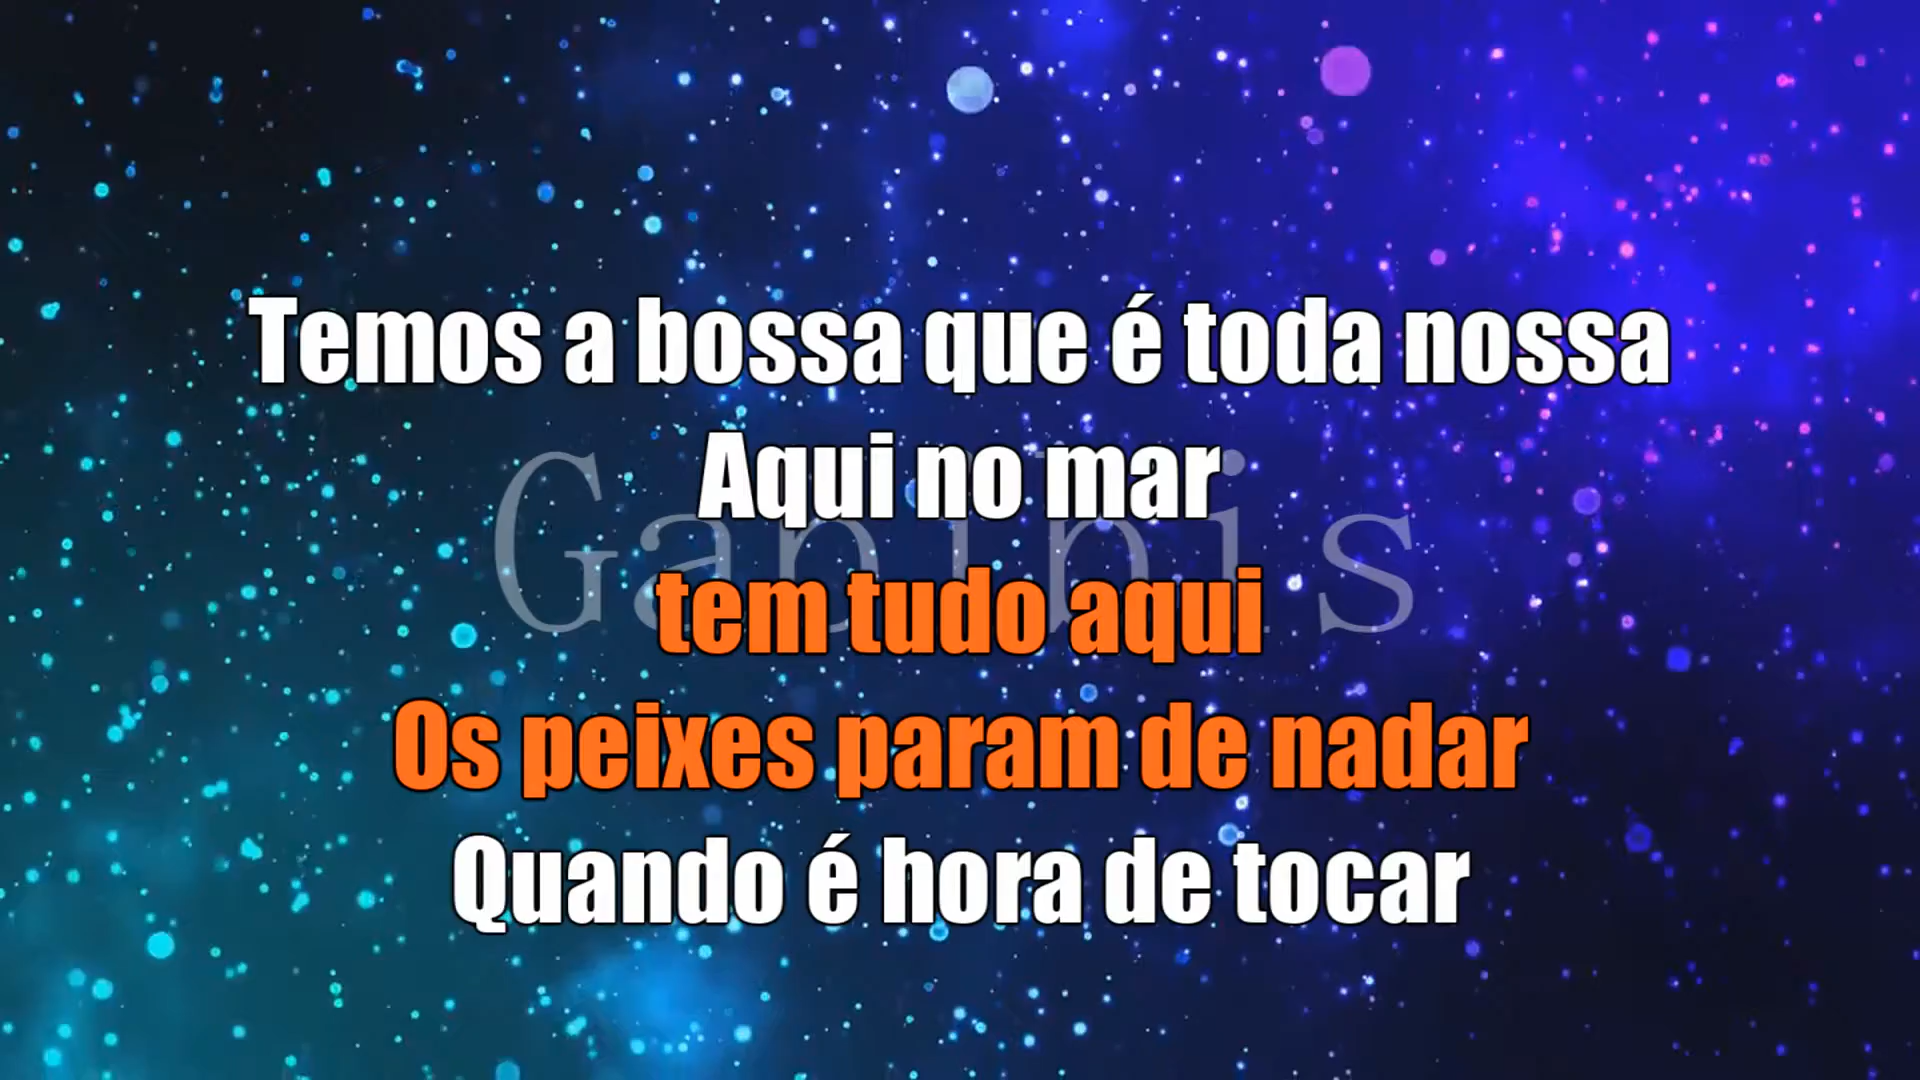 Temos a bossa que é toda nossa
Aqui no mar
tem tudo aqui
Os peixes param de nadar
Quando é hora de tocar